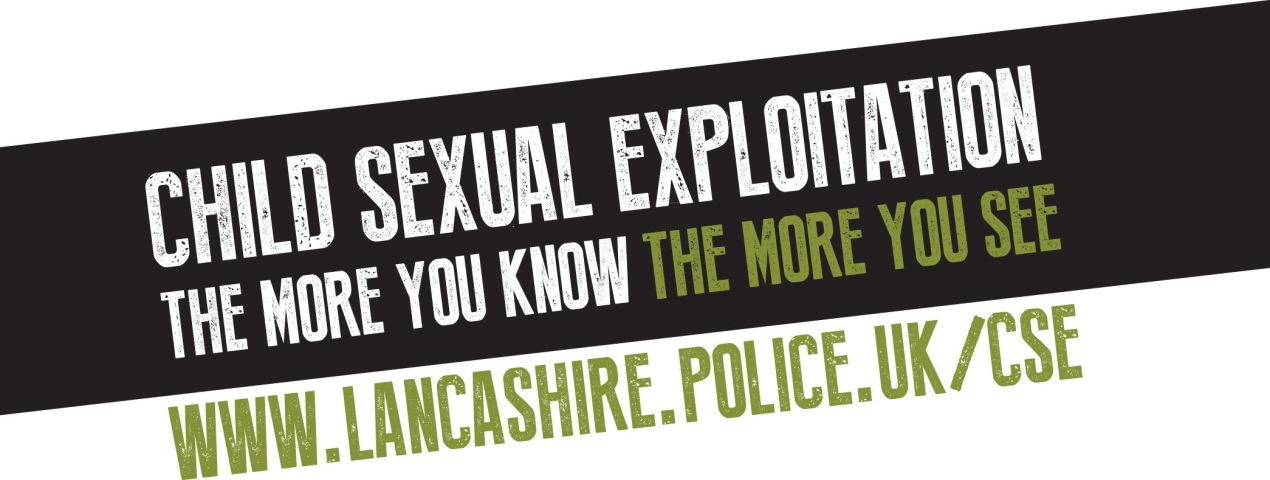 CHILD SEXUAL EXPLOITATION
THE MORE YOU KNOW THE MORE YOU SEE
WWW.LANCASHIRE.POLICE.UK/CSE